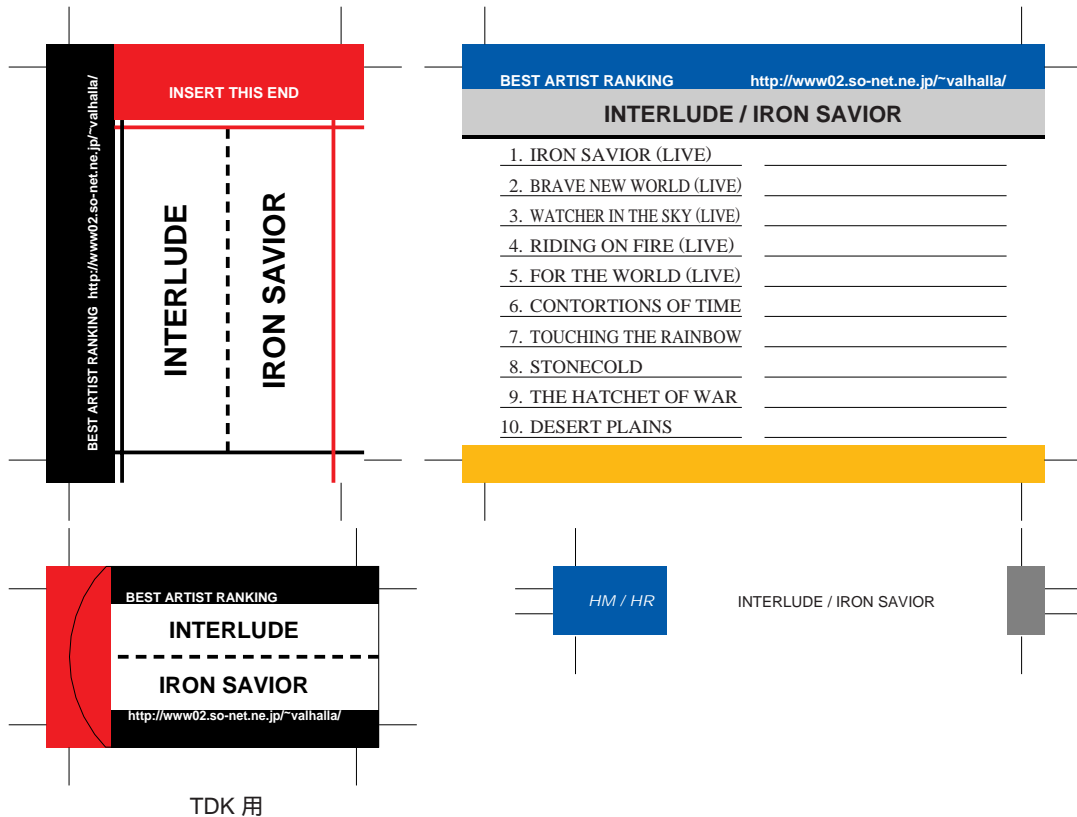 BEST ARTIST RANKING http://www02.so-net.ne.jp/~valhalla/
INSERT THIS END
INTERLUDE
IRON SAVIOR
BEST ARTIST RANKING http://www02.so-net.ne.jp/~valhalla/
INTERLUDE / IRON SAVIOR
1. IRON SAVIOR (LIVE)
2. BRAVE NEW WORLD (LIVE)
3. WATCHER IN THE SKY (LIVE)
4. RIDING ON FIRE (LIVE)
5. FOR THE WORLD (LIVE)
6. CONTORTIONS OF TIME
7. TOUCHING THE RAINBOW
8. STONECOLD
9. THE HATCHET OF WAR
10. DESERT PLAINS
BEST ARTIST RANKING
INTERLUDE
IRON SAVIOR
http://www02.so-net.ne.jp/~valhalla/
TDK 用
HM / HR
INTERLUDE / IRON SAVIOR